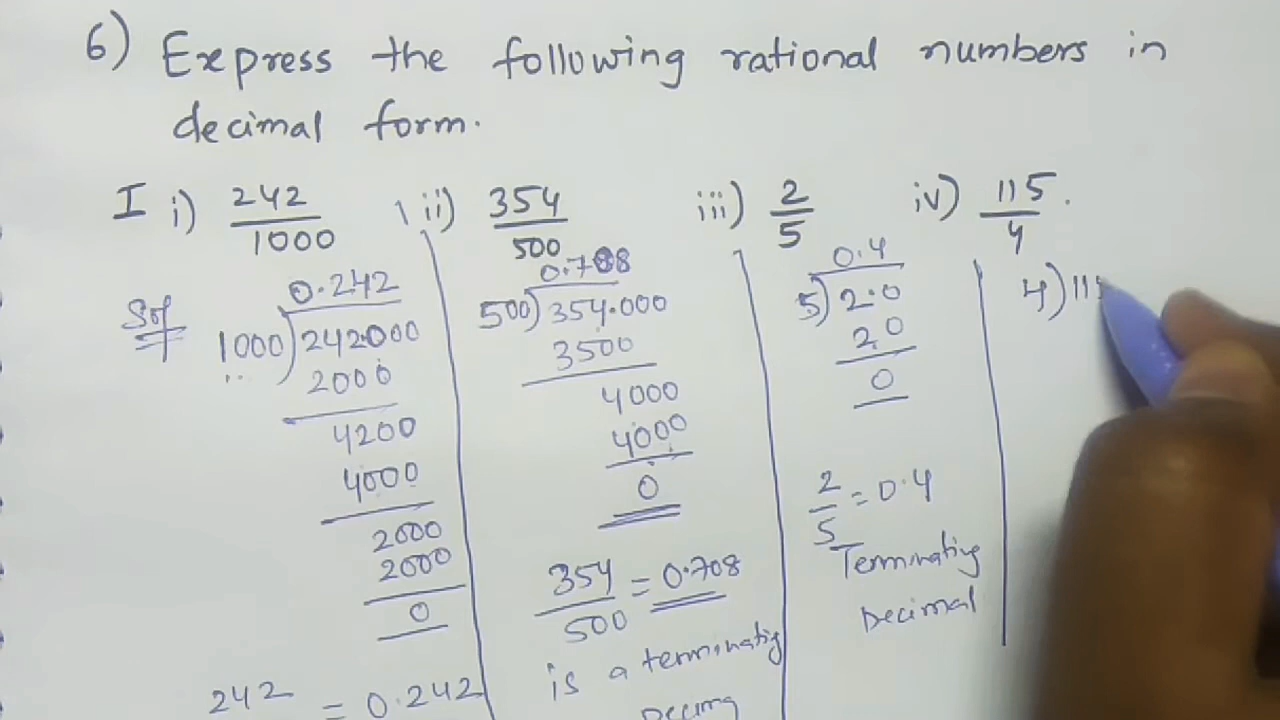 6) Express the following rational numbers in
decimal form.
I i) 242/1000 ii) 354/500 iii) 2/5 iv) 115/4.
Sol
0.242
1000) 242000
2000
4200
4000
2000
2000
0
242 = 0.242
0.708
500) 354.000
3500
4000
4000
0
354/500 = 0.708
is a terminatig
0.4
5) 2.0
20
0
2/5 = 0.4
Terminating
Decimal
4) 115